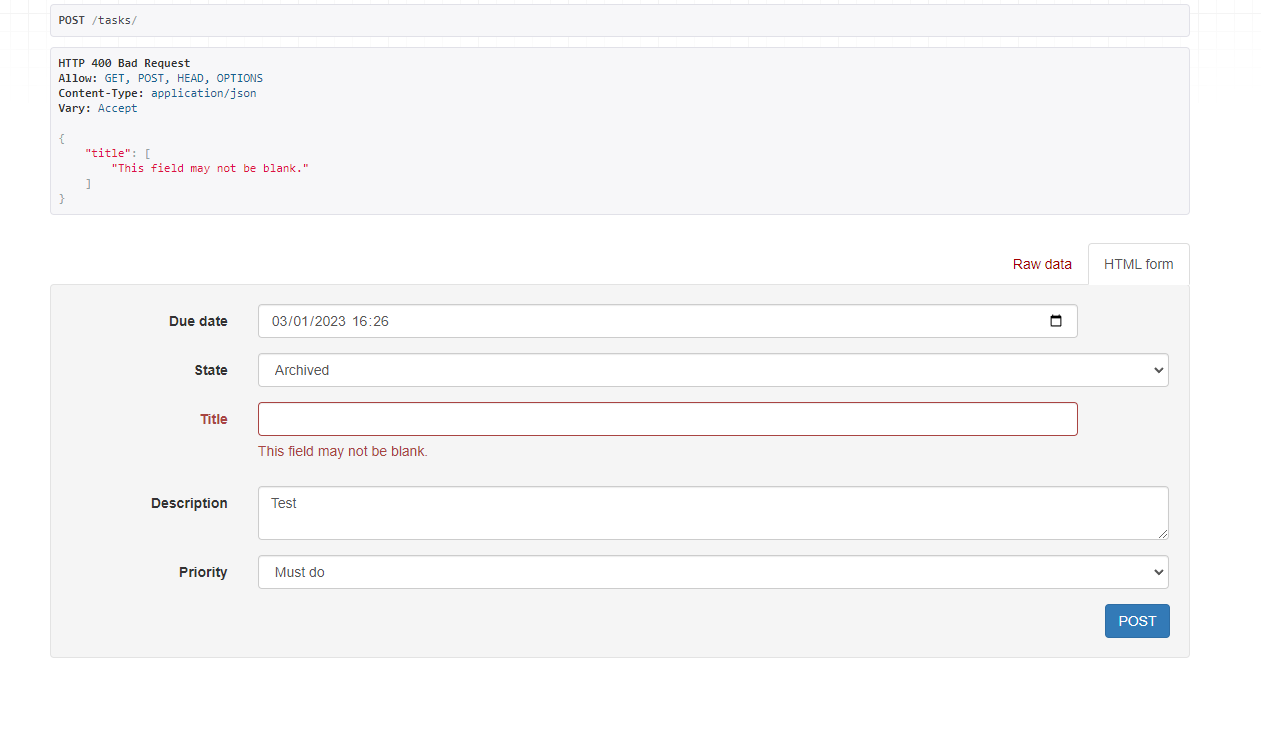 POST /tasks/
HTTP 400 Bad Request
Allow: GET, POST, HEAD, OPTIONS
Content-Type: application/json
Vary: Accept
{
    "title": [
        "This field may not be blank."
    ]
}
Raw data
HTML form
Due date 03/01/2023 16:26
State Archived
Title
This field may not be blank.
Description Test
Priority Must do
POST